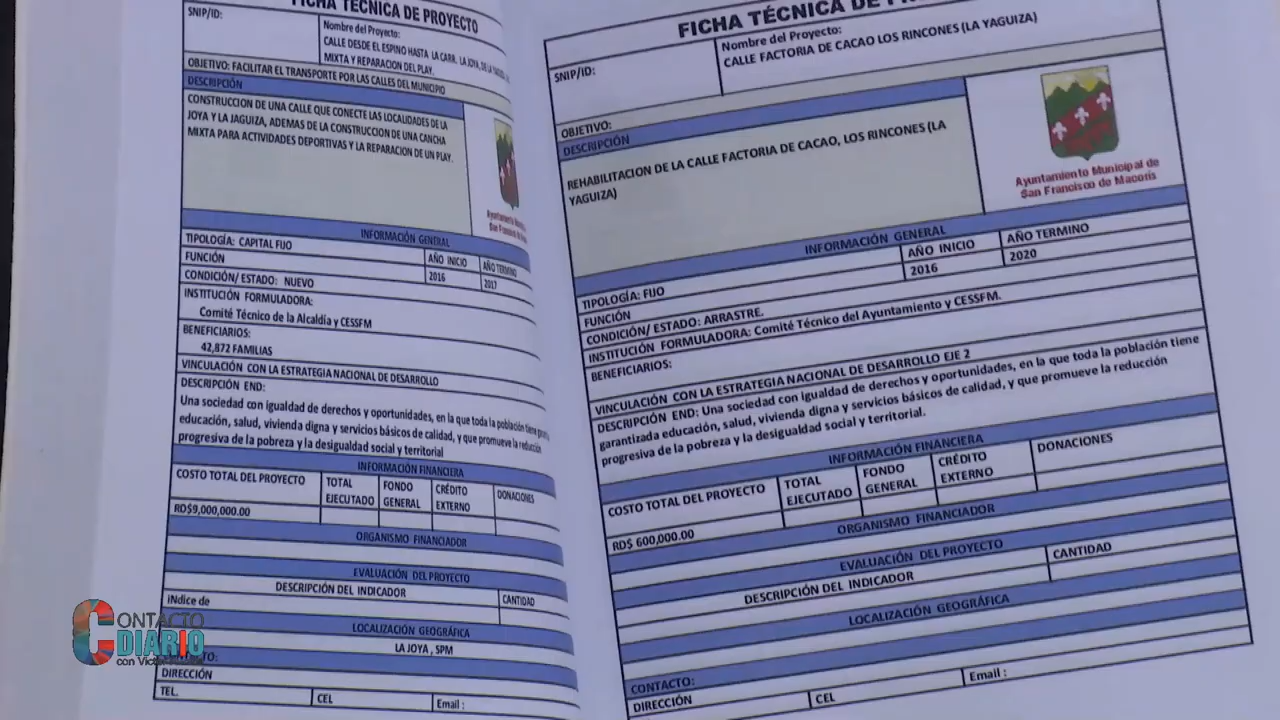 FICHA TÉCNICA DE PROYECTO
SNIP/ID:
Nombre del Proyecto:
CALLE DESDE EL ESPINO HASTA LA CARR. LA JOYA,
MIXTA Y REPARACION DEL PLAY.
OBJETIVO: FACILITAR EL TRANSPORTE POR LAS CALLES DEL MUNICIPIO
DESCRIPCIÓN
CONSTRUCCION DE UNA CALLE QUE CONECTE LAS LOCALIDADES DE LA
JOYA Y LA JAGUIZA, ADEMAS DE LA CONSTRUCCION DE UNA CANCHA
MIXTA PARA ACTIVIDADES DEPORTIVAS Y LA REPARACION DE UN PLAY.
INFORMACIÓN GENERAL
TIPOLOGÍA: CAPITAL FIJO
FUNCIÓN
AÑO INICIO
AÑO TERMINO
2016
2017
CONDICIÓN/ ESTADO: NUEVO
INSTITUCIÓN FORMULADORA:
Comité Técnico de la Alcaldía y CESSFM
BENEFICIARIOS:
42,872 FAMILIAS
VINCULACIÓN CON LA ESTRATEGIA NACIONAL DE DESARROLLO
DESCRIPCIÓN END:
Una sociedad con igualdad de derechos y oportunidades, en la que toda la población tiene
educación, salud, vivienda digna y servicios básicos de calidad, y que promueve la reducción
progresiva de la pobreza y la desigualdad social y territorial
INFORMACIÓN FINANCIERA
COSTO TOTAL DEL PROYECTO
TOTAL
EJECUTADO
FONDO
GENERAL
CRÉDITO
EXTERNO
DONACIONES
RD$9,000,000.00
ORGANISMO FINANCIADOR
EVALUACIÓN DEL PROYECTO
DESCRIPCIÓN DEL INDICADOR
CANTIDAD
INdice de
LOCALIZACIÓN GEOGRÁFICA
LA JOYA , SPM
DIRECCIÓN
TEL.
CEL
Email :
FICHA TÉCNICA DE
SNIP/ID:
Nombre del Proyecto:
CALLE FACTORIA DE CACAO LOS RINCONES (LA YAGUIZA)
OBJETIVO:
DESCRIPCIÓN
REHABILITACION DE LA CALLE FACTORIA DE CACAO, LOS RINCONES (LA
YAGUIZA)
Ayuntamiento Municipal de
San Francisco de Macorís
INFORMACIÓN GENERAL
TIPOLOGÍA: FIJO
FUNCIÓN
AÑO INICIO
AÑO TERMINO
2016
2020
CONDICIÓN/ ESTADO: ARRASTRE.
INSTITUCIÓN FORMULADORA: Comité Técnico del Ayuntamiento y CESSFM.
BENEFICIARIOS:
VINCULACIÓN CON LA ESTRATEGIA NACIONAL DE DESARROLLO EJE 2
DESCRIPCIÓN END: Una sociedad con igualdad de derechos y oportunidades, en la que toda la población tiene
garantizada educación, salud, vivienda digna y servicios básicos de calidad, y que promueve la reducción
progresiva de la pobreza y la desigualdad social y territorial.
INFORMACIÓN FINANCIERA
COSTO TOTAL DEL PROYECTO
TOTAL
EJECUTADO
FONDO
GENERAL
CRÉDITO
EXTERNO
DONACIONES
RD$ 600,000.00
ORGANISMO FINANCIADOR
EVALUACIÓN DEL PROYECTO
DESCRIPCIÓN DEL INDICADOR
CANTIDAD
LOCALIZACIÓN GEOGRÁFICA
CONTACTO:
DIRECCIÓN
CEL
Email :
CONTACTO
DIARIO